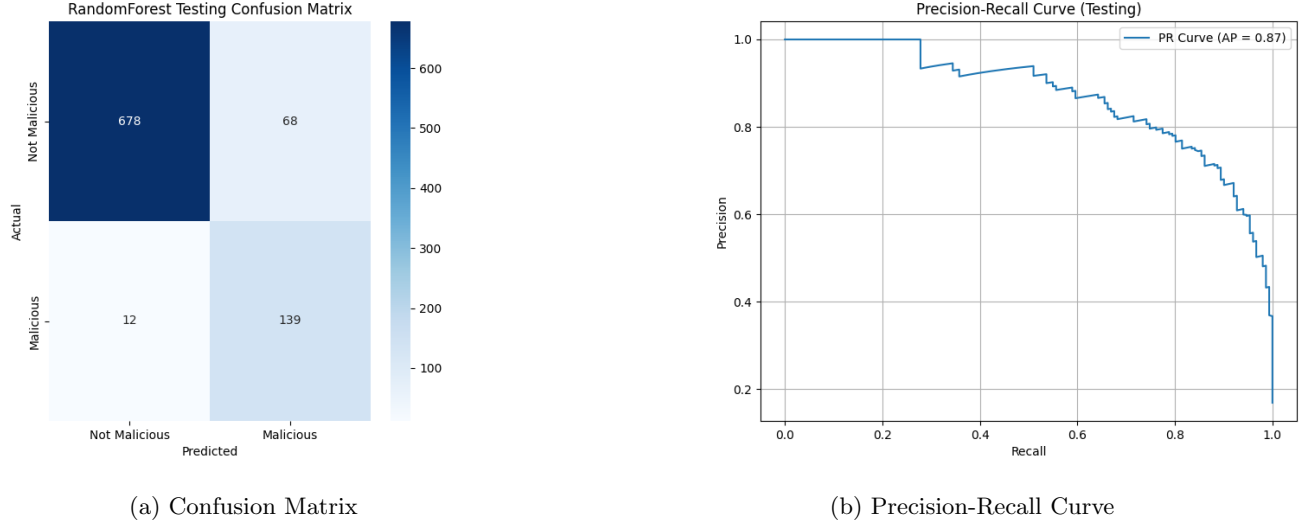 RandomForest Testing Confusion Matrix
Actual
Not Malicious
Malicious
678
68
12
139
Not Malicious
Malicious
Predicted
600
500
400
300
200
100
(a) Confusion Matrix
Precision-Recall Curve (Testing)
PR Curve (AP = 0.87)
Precision
1.0
0.8
0.6
0.4
0.2
0.0
0.2
0.4
0.6
0.8
1.0
Recall
(b) Precision-Recall Curve